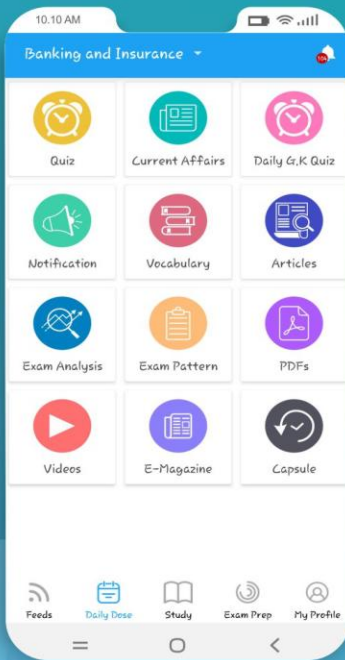 10.10 AM
Banking and Insurance
Quiz
Current Affairs
Daily G.K Quiz
Notification
Vocabulary
Articles
Exam Analysis
Exam Pattern
PDFs
Videos
E-Magazine
Capsule
Feeds
Daily Dose
Study
Exam Prep
My Profile